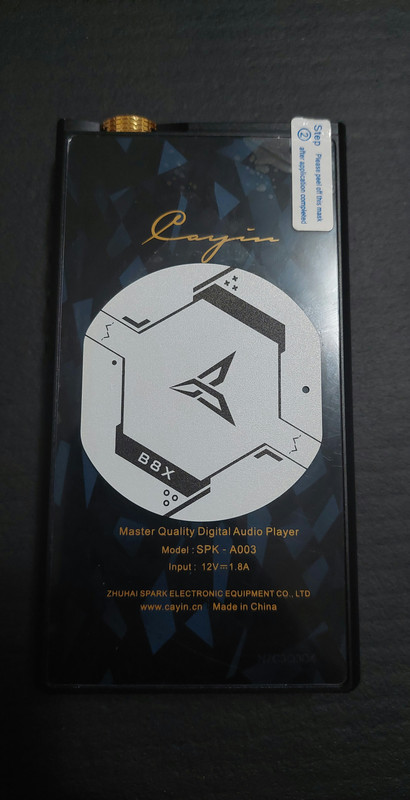 Step
②
Please peel off this mask
after application completed
Cayin
B8X
Master Quality Digital Audio Player
Model : SPK - A003
Input : 12V⎓1.8A
ZHUHAI SPARK ELECTRONIC EQUIPMENT CO., LTD
www.cayin.cn Made in China